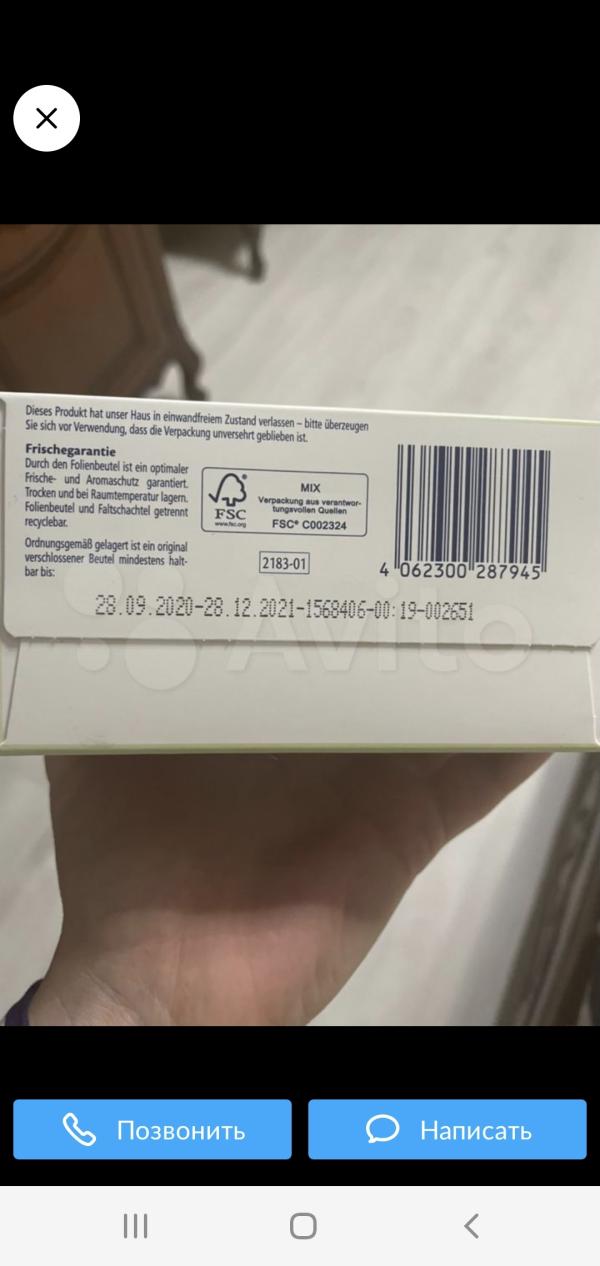 Dieses Produkt hat unser Haus in einwandfreiem Zustand verlassen – bitte überzeugen
Sie sich vor Verwendung, dass die Verpackung unversehrt geblieben ist.
Frischegarantie
Durch den Folienbeutel ist ein optimaler
Frische- und Aromaschutz garantiert.
Trocken und bei Raumtemperatur lagern.
Folienbeutel und Faltschachtel getrennt
recyclebar.
Ordnungsgemäß gelagert ist ein original
verschlossener Beutel mindestens halt-
bar bis:
FSC
www.fsc.org
MIX
Verpackung aus verantwor-
tungsvollen Quellen
FSC® C002324
2183-01
4 062300 287945
28.09.2020-28.12.2021-1568406-00:19-002651
Avito
Позвонить
Написать